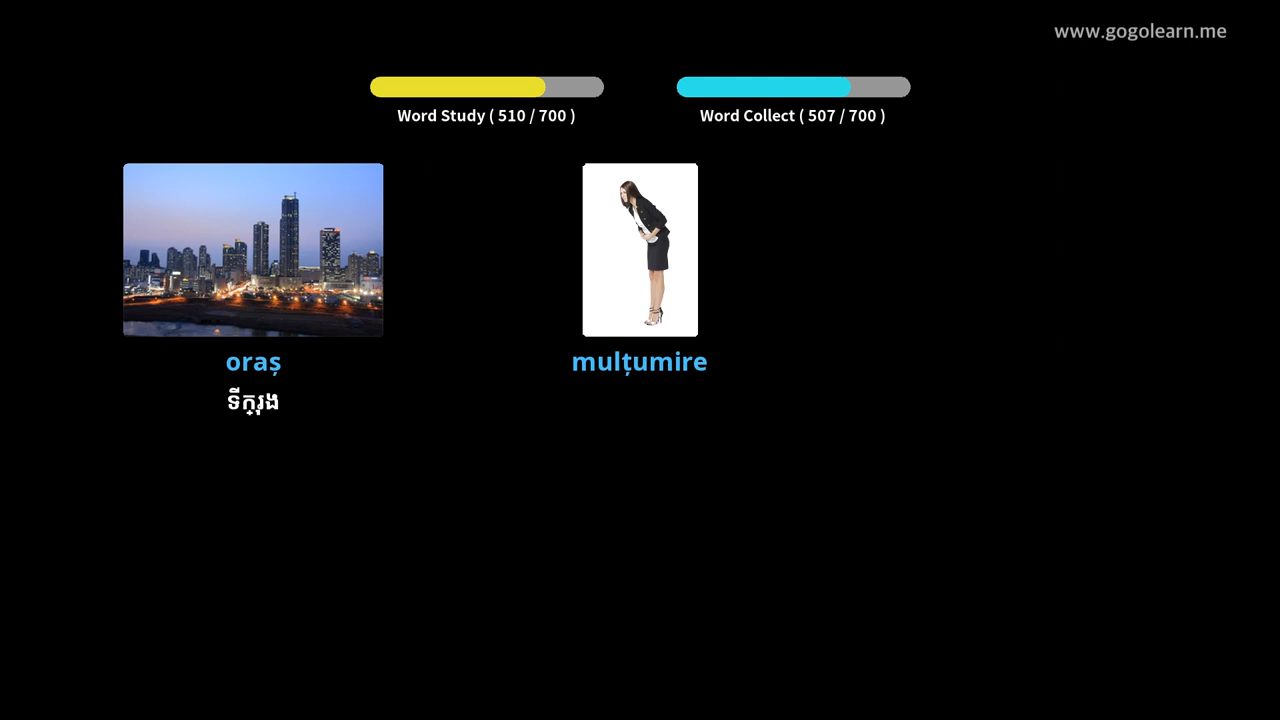 www.gogolearn.me
Word Study ( 510 / 700 )
Word Collect ( 507 / 700 )
oraș
mulțumire
ទីក្រុង